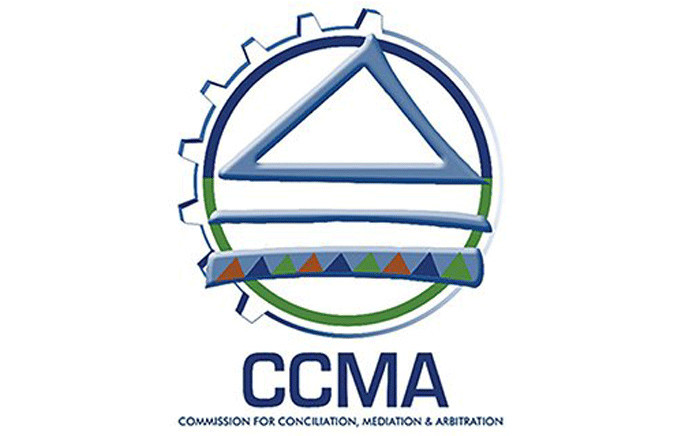 CCMA
COMMISSION FOR CONCILIATION, MEDIATION & ARBITRATION